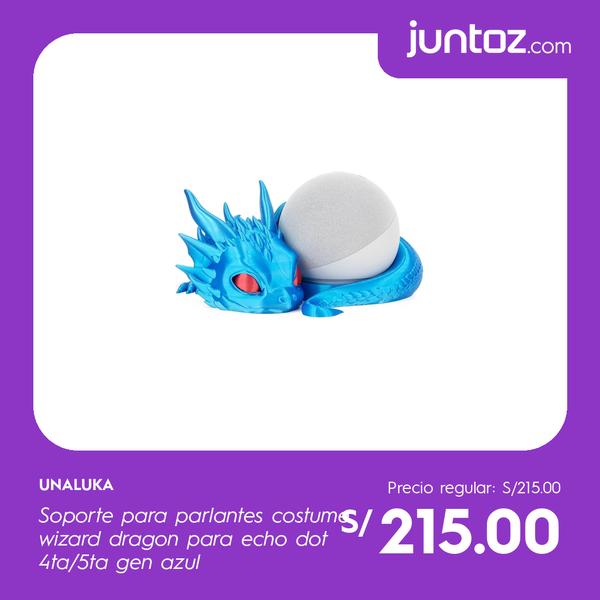 juntoz.com
UNALUKA
Soporte para parlantes costume
wizard dragon para echo dot
4ta/5ta gen azul
Precio regular: S/215.00
S/ 215.00